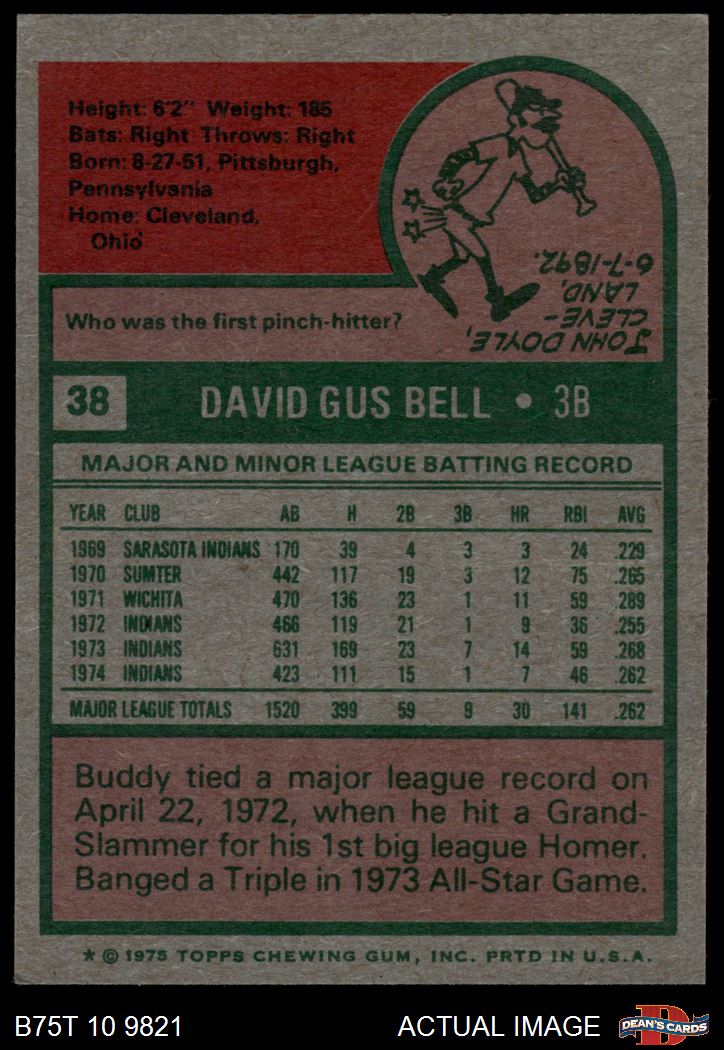 Height: 6'2" Weight: 185
Bats: Right Throws: Right
Born: 8-27-51, Pittsburgh,
Pennsylvania
Home: Cleveland,
Ohio
Who was the first pinch-hitter?
JOHN DOYLE,
CLEVE-
LAND,
6-7-1892.
38 DAVID GUS BELL • 3B
MAJOR AND MINOR LEAGUE BATTING RECORD
YEAR CLUB AB H 2B 3B HR RBI AVG
1969 SARASOTA INDIANS 170 39 4 3 3 24 .229
1970 SUMTER 442 117 19 3 12 75 .265
1971 WICHITA 470 136 23 1 11 59 .289
1972 INDIANS 466 119 21 1 9 36 .255
1973 INDIANS 631 169 23 7 14 59 .268
1974 INDIANS 423 111 15 1 7 46 .262
MAJOR LEAGUE TOTALS 1520 399 59 9 30 141 .262
Buddy tied a major league record on
April 22, 1972, when he hit a Grand-
Slammer for his 1st big league Homer.
Banged a Triple in 1973 All-Star Game.
* © 1975 TOPPS CHEWING GUM, INC. PRTD IN U.S.A.
B75T 10 9821 ACTUAL IMAGE D DEAN'S CARDS